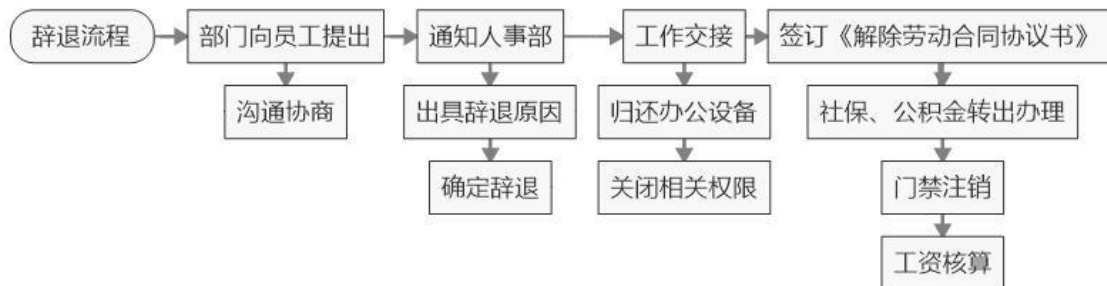 辞退流程
部门向员工提出
通知人事部
工作交接
签订《解除劳动合同协议书》
沟通协商
出具辞退原因
归还办公设备
社保、公积金转出办理
确定辞退
关闭相关权限
门禁注销
工资核算